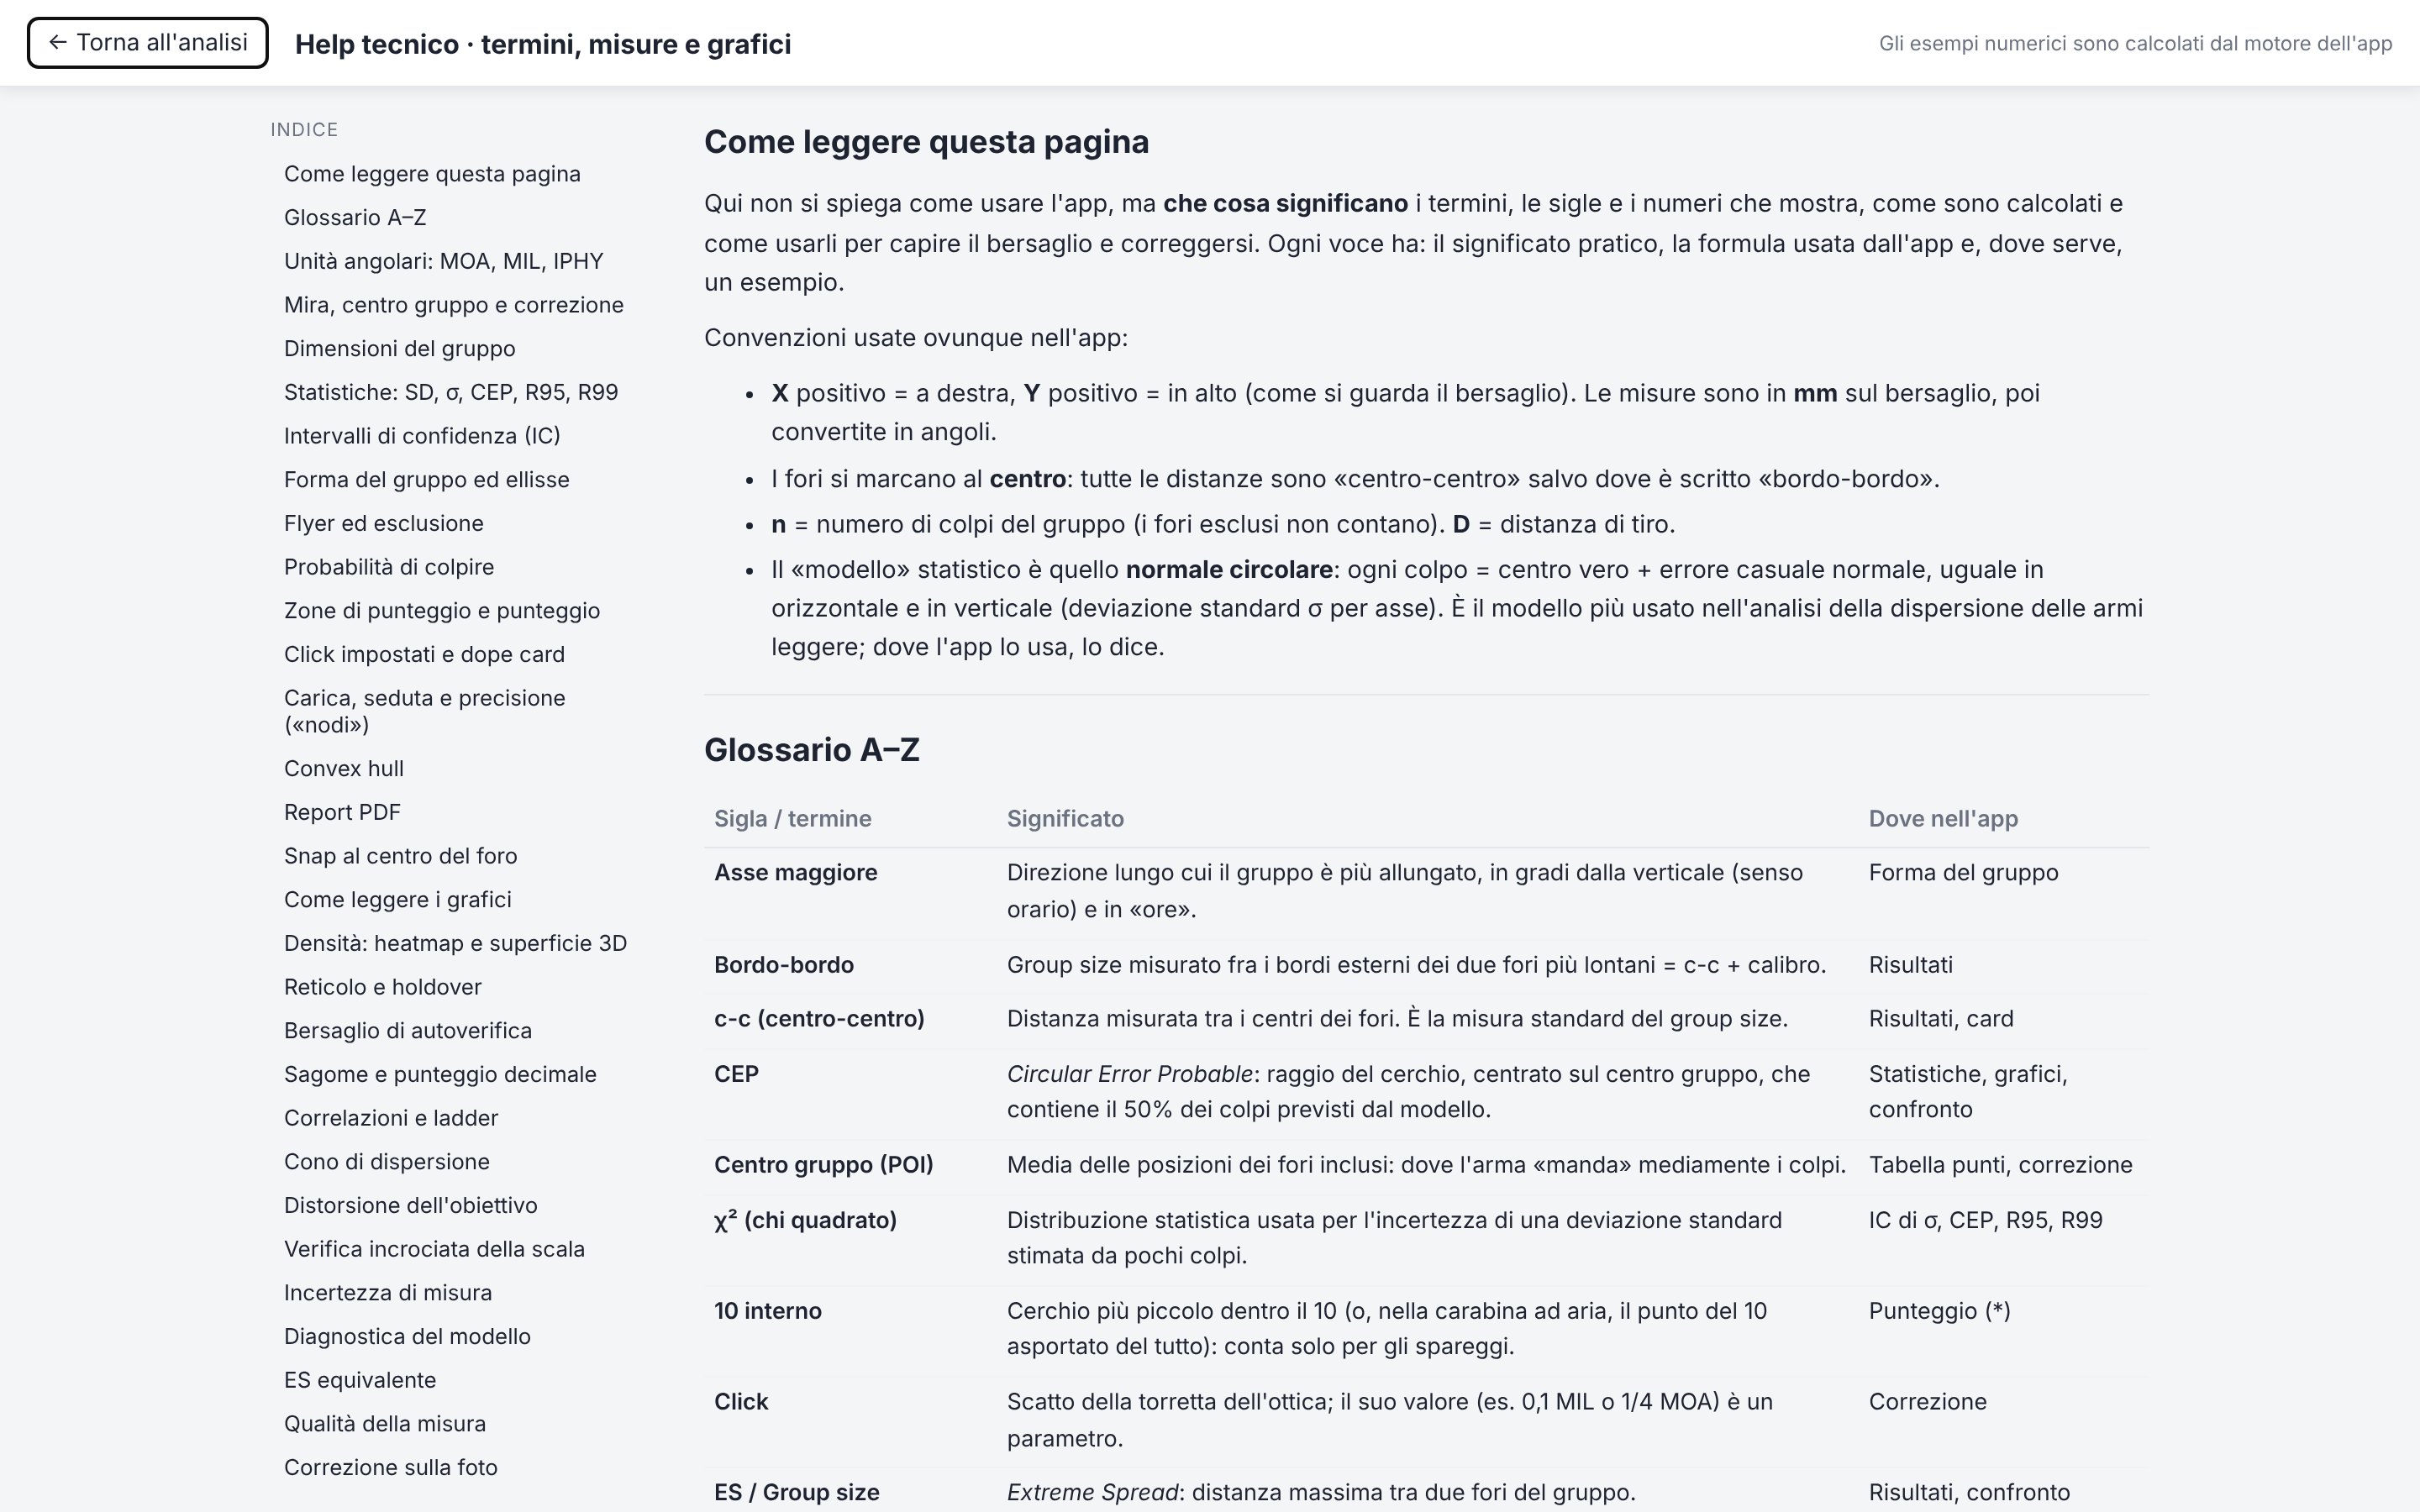 ← Torna all'analisi
Help tecnico · termini, misure e grafici
Gli esempi numerici sono calcolati dal motore dell'app
INDICE
Come leggere questa pagina
Glossario A–Z
Unità angolari: MOA, MIL, IPHY
Mira, centro gruppo e correzione
Dimensioni del gruppo
Statistiche: SD, σ, CEP, R95, R99
Intervalli di confidenza (IC)
Forma del gruppo ed ellisse
Flyer ed esclusione
Probabilità di colpire
Zone di punteggio e punteggio
Click impostati e dope card
Carica, seduta e precisione
(«nodi»)
Convex hull
Report PDF
Snap al centro del foro
Come leggere i grafici
Densità: heatmap e superficie 3D
Reticolo e holdover
Bersaglio di autoverifica
Sagome e punteggio decimale
Correlazioni e ladder
Cono di dispersione
Distorsione dell'obiettivo
Verifica incrociata della scala
Incertezza di misura
Diagnostica del modello
ES equivalente
Qualità della misura
Correzione sulla foto
Come leggere questa pagina
Qui non si spiega come usare l'app, ma che cosa significano i termini, le sigle e i numeri che mostra, come sono calcolati e
come usarli per capire il bersaglio e correggersi. Ogni voce ha: il significato pratico, la formula usata dall'app e, dove serve,
un esempio.
Convenzioni usate ovunque nell'app:
• X positivo = a destra, Y positivo = in alto (come si guarda il bersaglio). Le misure sono in mm sul bersaglio, poi
convertite in angoli.
• I fori si marcano al centro: tutte le distanze sono «centro-centro» salvo dove è scritto «bordo-bordo».
• n = numero di colpi del gruppo (i fori esclusi non contano). D = distanza di tiro.
• Il «modello» statistico è quello normale circolare: ogni colpo = centro vero + errore casuale normale, uguale in
orizzontale e in verticale (deviazione standard σ per asse). È il modello più usato nell'analisi della dispersione delle armi
leggere; dove l'app lo usa, lo dice.
Glossario A–Z
Sigla / termine Significato Dove nell'app
Asse maggiore Direzione lungo cui il gruppo è più allungato, in gradi dalla verticale (senso Forma del gruppo
orario) e in «ore».
Bordo-bordo Group size misurato fra i bordi esterni dei due fori più lontani = c-c + calibro. Risultati
c-c (centro-centro) Distanza misurata tra i centri dei fori. È la misura standard del group size. Risultati, card
CEP Circular Error Probable: raggio del cerchio, centrato sul centro gruppo, che Statistiche, grafici,
contiene il 50% dei colpi previsti dal modello. confronto
Centro gruppo (POI) Media delle posizioni dei fori inclusi: dove l'arma «manda» mediamente i colpi. Tabella punti, correzione
χ² (chi quadrato) Distribuzione statistica usata per l'incertezza di una deviazione standard IC di σ, CEP, R95, R99
stimata da pochi colpi.
10 interno Cerchio più piccolo dentro il 10 (o, nella carabina ad aria, il punto del 10 Punteggio (*)
asportato del tutto): conta solo per gli spareggi.
Click Scatto della torretta dell'ottica; il suo valore (es. 0,1 MIL o 1/4 MOA) è un Correzione
parametro.
ES / Group size Extreme Spread: distanza massima tra due fori del gruppo. Risultati, confronto